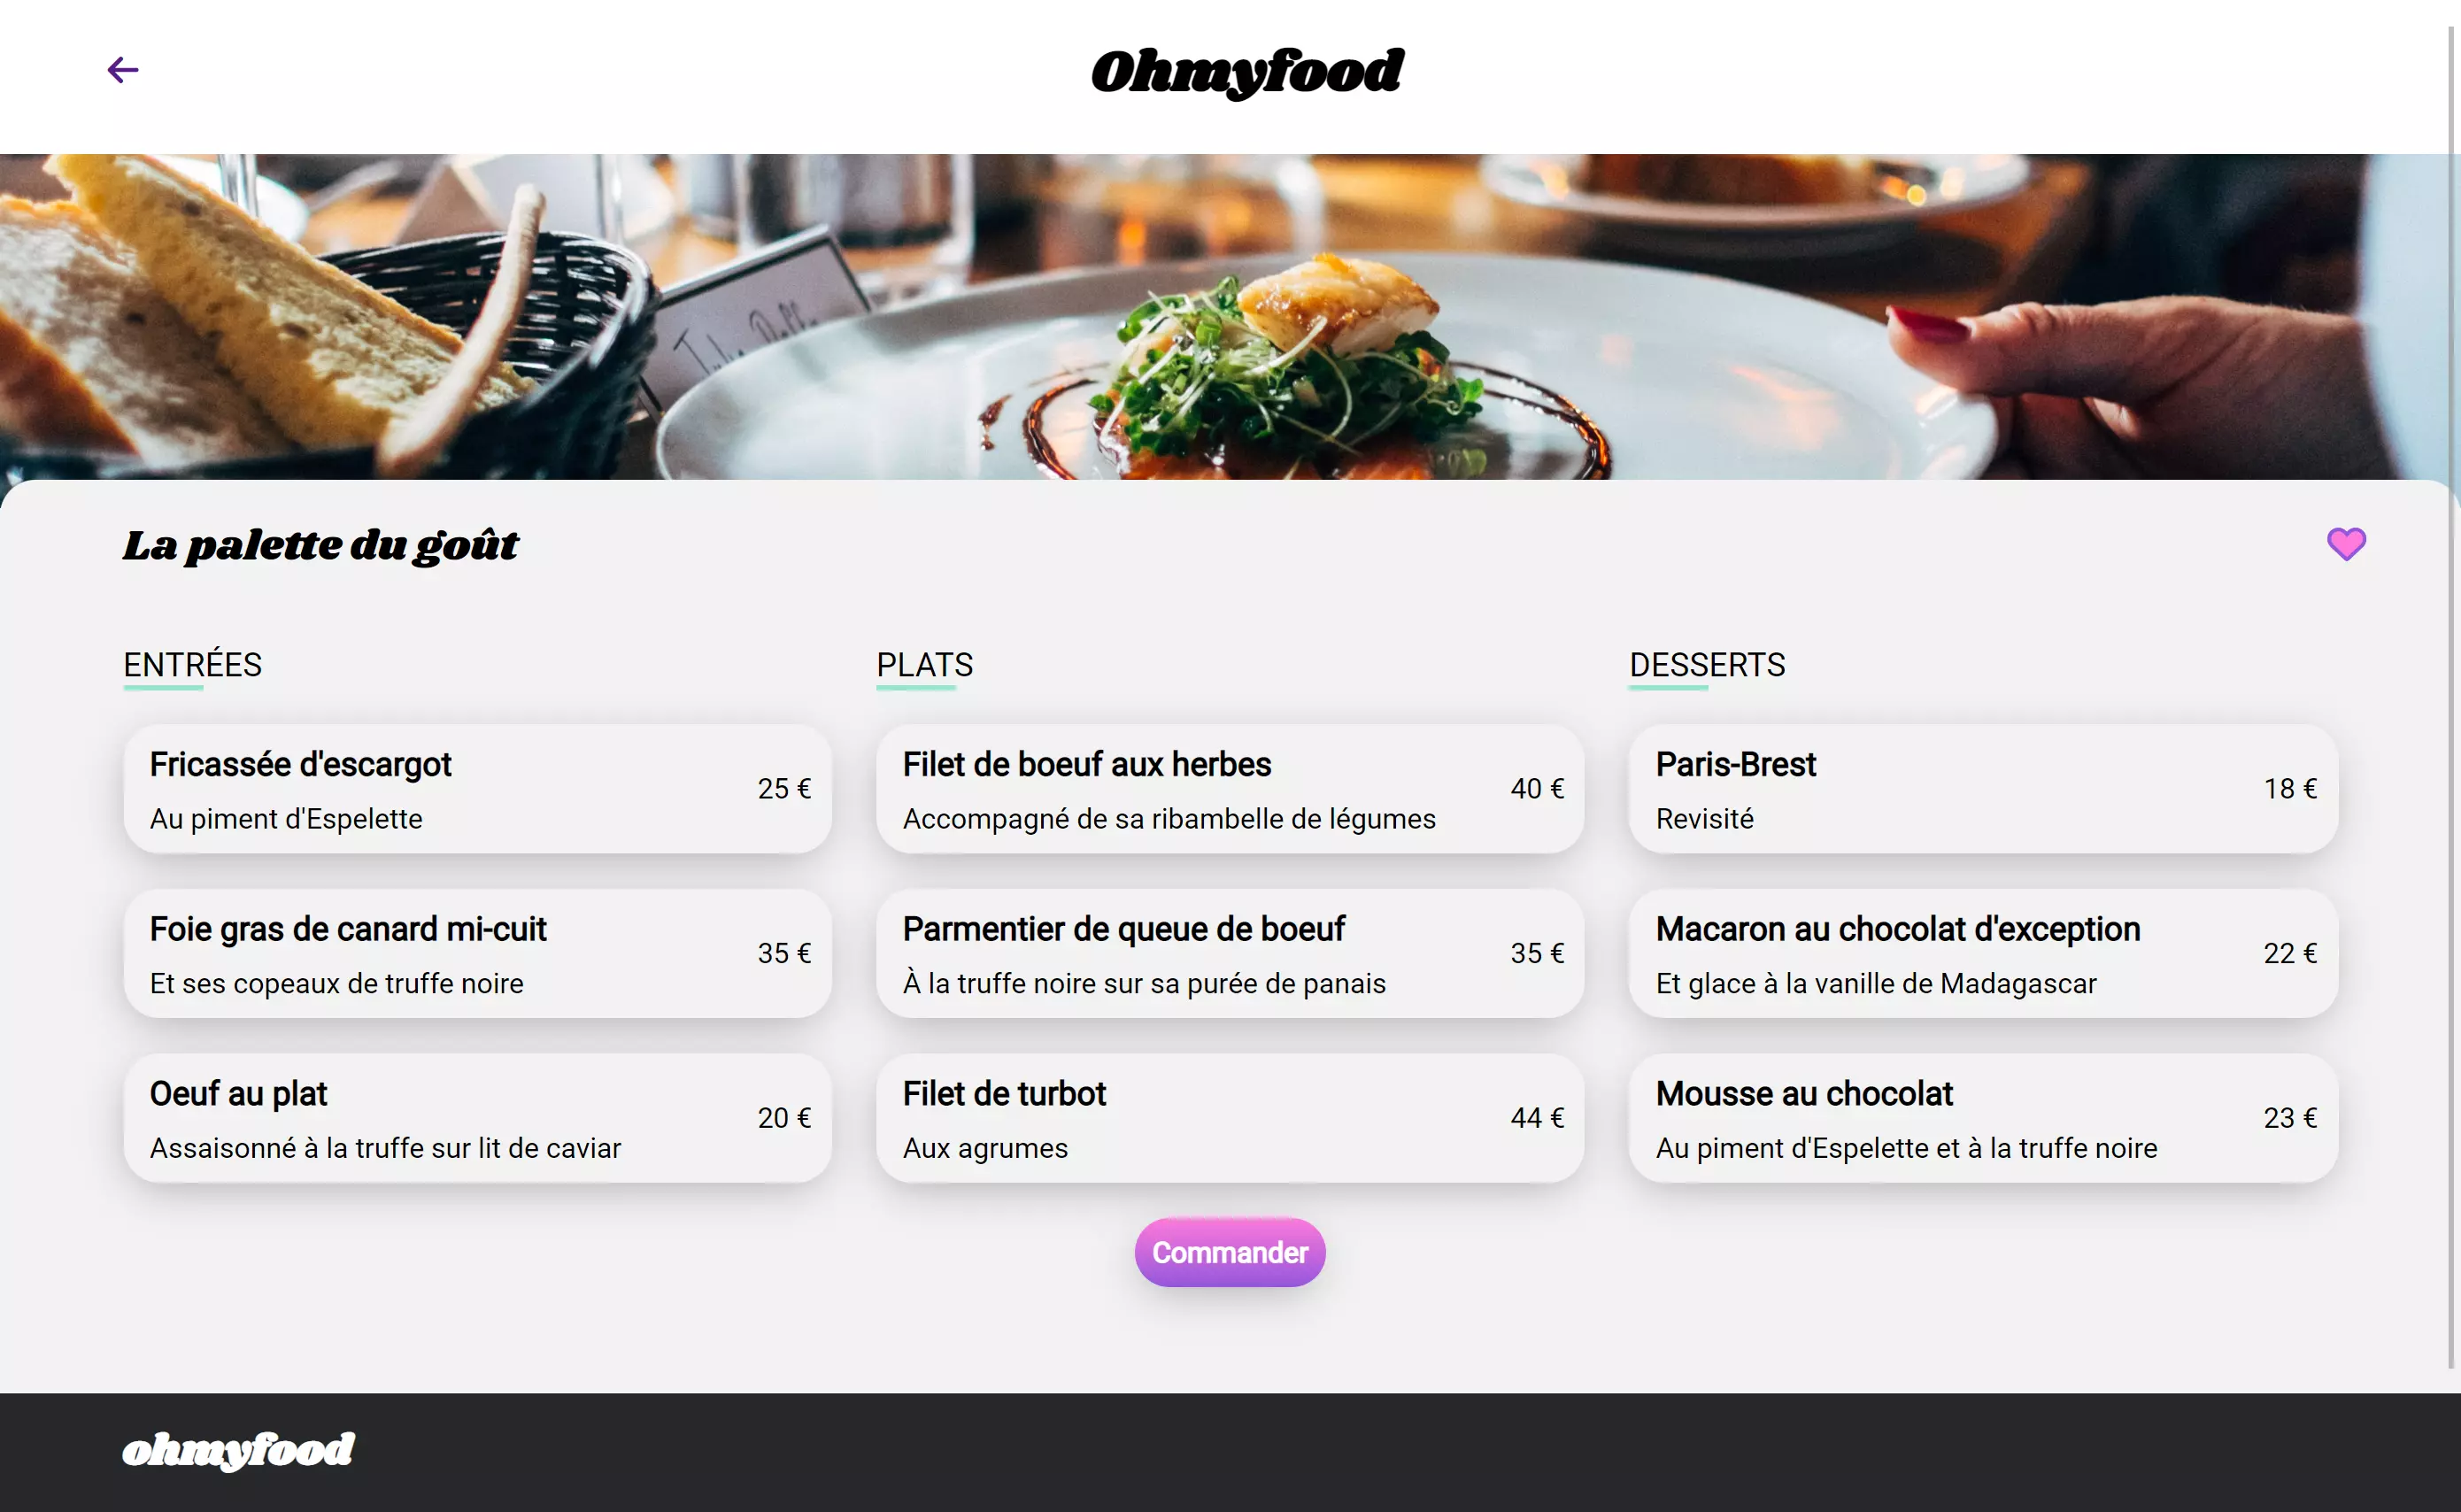 Ohmyfood
La palette du goût
ENTRÉES
Fricassée d'escargot
Au piment d'Espelette
25 €
Foie gras de canard mi-cuit
Et ses copeaux de truffe noire
35 €
Oeuf au plat
Assaisonné à la truffe sur lit de caviar
20 €
PLATS
Filet de boeuf aux herbes
Accompagné de sa ribambelle de légumes
40 €
Parmentier de queue de boeuf
À la truffe noire sur sa purée de panais
35 €
Filet de turbot
Aux agrumes
44 €
DESSERTS
Paris-Brest
Revisité
18 €
Macaron au chocolat d'exception
Et glace à la vanille de Madagascar
22 €
Mousse au chocolat
Au piment d'Espelette et à la truffe noire
23 €
Commander
ohmyfood